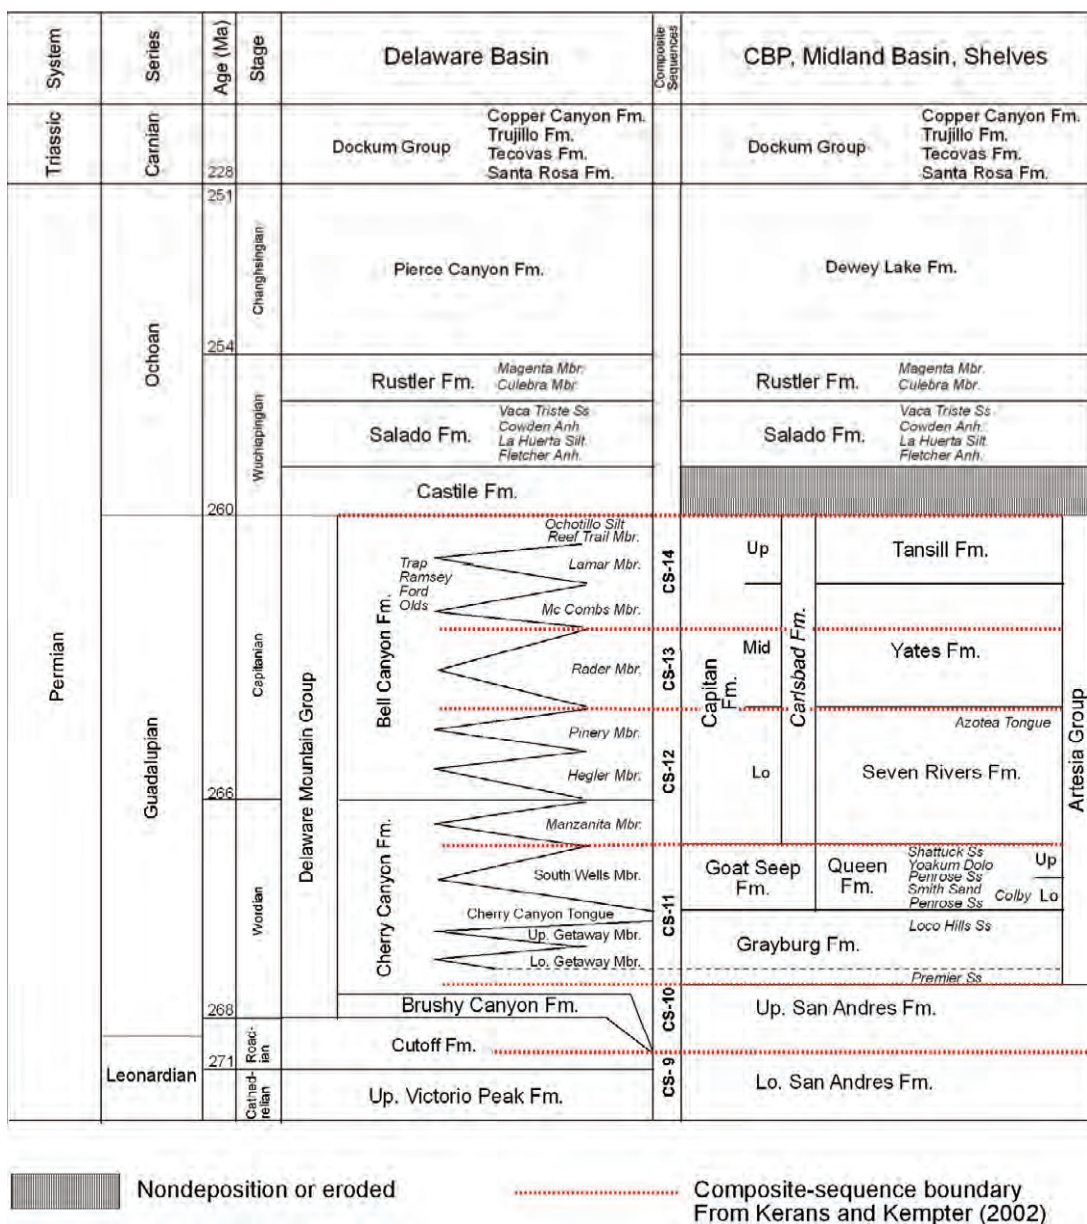 System
Series
Age (Ma)
Stage
Delaware Basin
Composite
Sequences
CBP, Midland Basin, Shelves
Triassic
Carnian
228
Dockum Group
Copper Canyon Fm.
Trujillo Fm.
Tecovas Fm.
Santa Rosa Fm.
Dockum Group
Copper Canyon Fm.
Trujillo Fm.
Tecovas Fm.
Santa Rosa Fm.
251
Permian
Ochoan
Changhsingian
Pierce Canyon Fm.
Dewey Lake Fm.
254
Wuchiapingian
Rustler Fm.
Magenta Mbr.
Culebra Mbr.
Rustler Fm.
Magenta Mbr.
Culebra Mbr.
Salado Fm.
Vaca Triste Ss
Cowden Anh
La Huerta Silt
Fletcher Anh.
Salado Fm.
Vaca Triste Ss
Cowden Anh.
La Huerta Silt
Fletcher Anh.
Castile Fm.
260
Guadalupian
Capitanian
Delaware Mountain Group
Bell Canyon Fm.
Trap
Ramsey
Ford
Olds
Ochotillo Silt
Reef Trail Mbr.
Lamar Mbr.
Mc Combs Mbr.
Rader Mbr.
Pinery Mbr.
Hegler Mbr.
CS-14
CS-13
CS-12
Capitan
Fm.
Up
Mid
Lo
Carlsbad Fm.
Tansill Fm.
Yates Fm.
Azotea Tongue
Seven Rivers Fm.
Artesia Group
266
Wordian
Cherry Canyon Fm.
Manzanita Mbr.
South Wells Mbr.
Cherry Canyon Tongue
Up. Getaway Mbr.
Lo. Getaway Mbr.
CS-11
Goat Seep
Fm.
Queen
Fm.
Shattuck Ss
Yoakum Dolo
Penrose Ss
Smith Sand
Penrose Ss
Colby
Up
Lo
Loco Hills Ss
Grayburg Fm.
Premier Ss
Brushy Canyon Fm.
CS-10
Up. San Andres Fm.
268
Leonardian
Road-
ian
Cutoff Fm.
271
Cathed-
relian
Up. Victorio Peak Fm.
CS-9
Lo. San Andres Fm.
Nondeposition or eroded
Composite-sequence boundary
From Kerans and Kempter (2002)